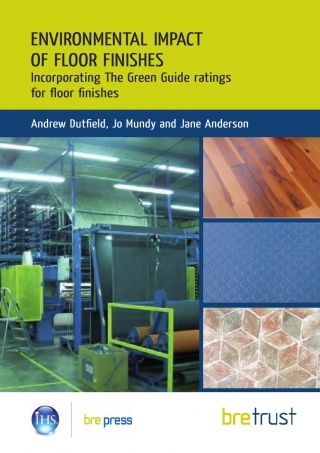 ENVIRONMENTAL IMPACT
OF FLOOR FINISHES
Incorporating The Green Guide ratings
for floor finishes
Andrew Dutfield, Jo Mundy and Jane Anderson
IHS
bre press
bretrust